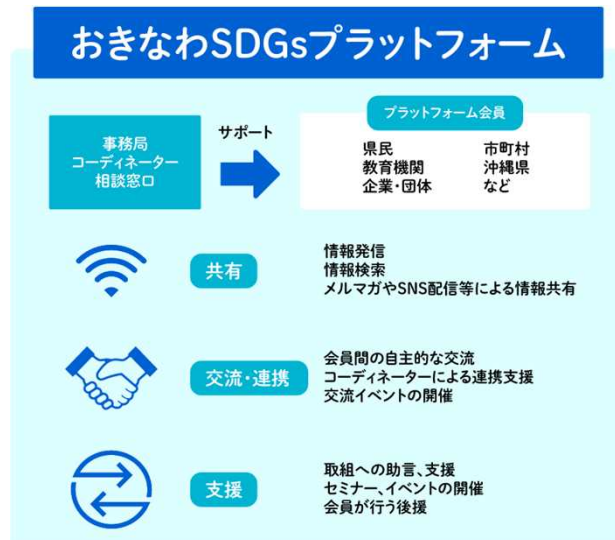 おきなわSDGsプラットフォーム
事務局
コーディネーター
相談窓口
サポート
プラットフォーム会員
県民
教育機関
企業・団体
市町村
沖縄県
など
共有
情報発信
情報検索
メルマガやSNS配信等による情報共有
交流・連携
会員間の自主的な交流
コーディネーターによる連携支援
交流イベントの開催
支援
取組への助言、支援
セミナー、イベントの開催
会員が行う後援